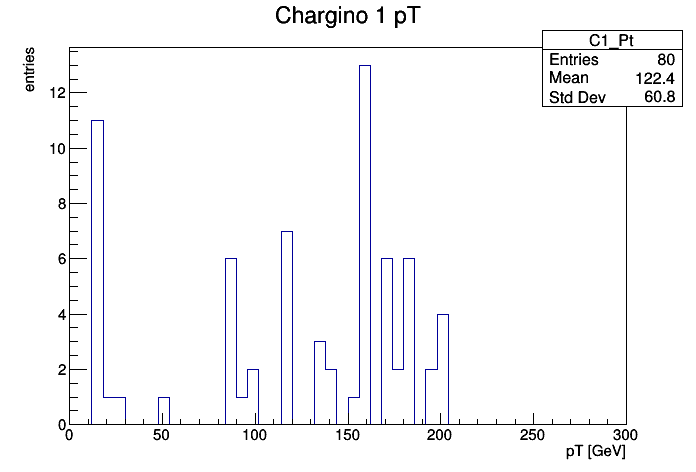 Chargino 1 pT
C1_Pt
Entries 80
Mean 122.4
Std Dev 60.8
entries
12
10
8
6
4
2
0
0 50 100 150 200 250 300
pT [GeV]